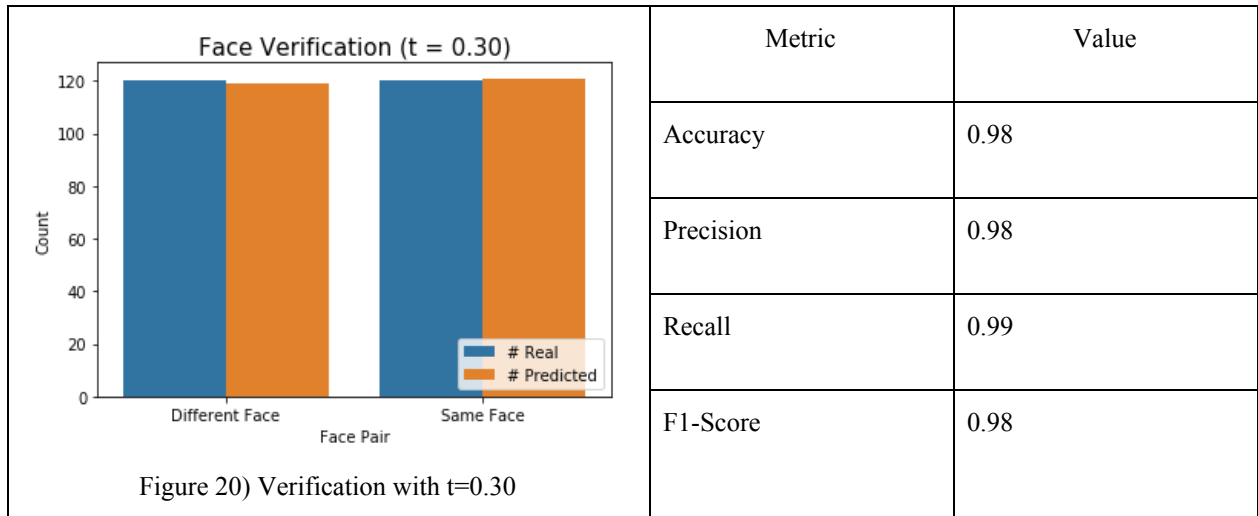 Face Verification (t = 0.30)
120
100
80
60
40
20
0
Count
Different Face Same Face
Face Pair
# Real
# Predicted
Figure 20) Verification with t=0.30
Metric Value
Accuracy 0.98
Precision 0.98
Recall 0.99
F1-Score 0.98